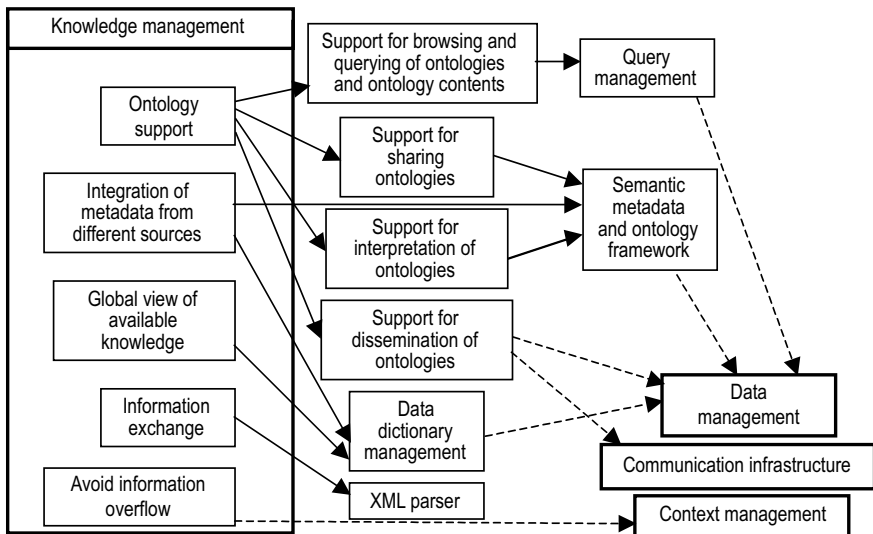 Knowledge management
Ontology
support
Integration of
metadata from
different sources
Global view of
available
knowledge
Information
exchange
Avoid information
overflow
Support for browsing and
querying of ontologies
and ontology contents
Support for
sharing
ontologies
Support for
interpretation of
ontologies
Support for
dissemination of
ontologies
Data
dictionary
management
XML parser
Query
management
Semantic
metadata
and ontology
framework
Data
management
Communication infrastructure
Context management